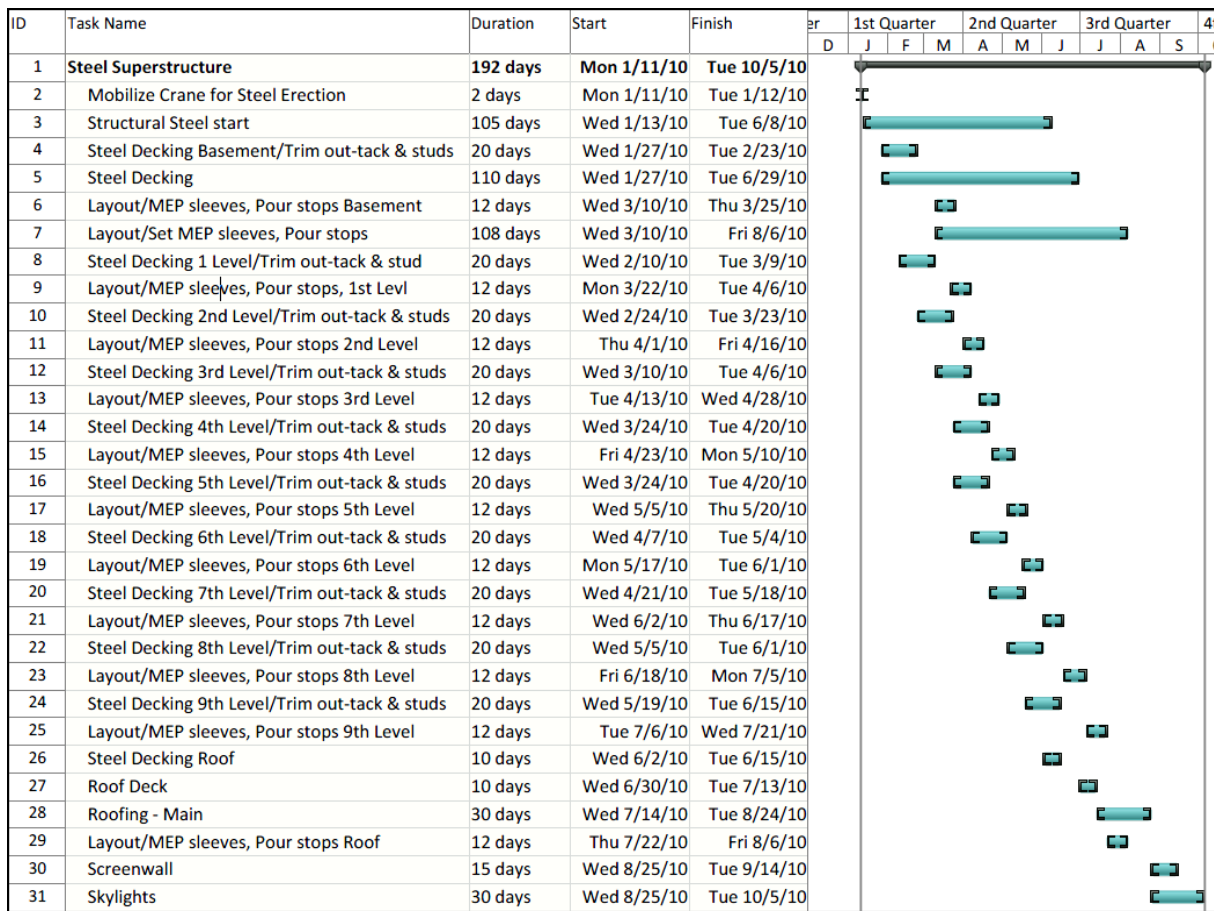 ID Task Name Duration Start Finish er 1st Quarter 2nd Quarter 3rd Quarter 4
D J F M A M J J A S
1 Steel Superstructure 192 days Mon 1/11/10 Tue 10/5/10
2 Mobilize Crane for Steel Erection 2 days Mon 1/11/10 Tue 1/12/10
3 Structural Steel start 105 days Wed 1/13/10 Tue 6/8/10
4 Steel Decking Basement/Trim out-tack & studs 20 days Wed 1/27/10 Tue 2/23/10
5 Steel Decking 110 days Wed 1/27/10 Tue 6/29/10
6 Layout/MEP sleeves, Pour stops Basement 12 days Wed 3/10/10 Thu 3/25/10
7 Layout/Set MEP sleeves, Pour stops 108 days Wed 3/10/10 Fri 8/6/10
8 Steel Decking 1 Level/Trim out-tack & stud 20 days Wed 2/10/10 Tue 3/9/10
9 Layout/MEP sleeves, Pour stops, 1st Levl 12 days Mon 3/22/10 Tue 4/6/10
10 Steel Decking 2nd Level/Trim out-tack & studs 20 days Wed 2/24/10 Tue 3/23/10
11 Layout/MEP sleeves, Pour stops 2nd Level 12 days Thu 4/1/10 Fri 4/16/10
12 Steel Decking 3rd Level/Trim out-tack & studs 20 days Wed 3/10/10 Tue 4/6/10
13 Layout/MEP sleeves, Pour stops 3rd Level 12 days Tue 4/13/10 Wed 4/28/10
14 Steel Decking 4th Level/Trim out-tack & studs 20 days Wed 3/24/10 Tue 4/20/10
15 Layout/MEP sleeves, Pour stops 4th Level 12 days Fri 4/23/10 Mon 5/10/10
16 Steel Decking 5th Level/Trim out-tack & studs 20 days Wed 3/24/10 Tue 4/20/10
17 Layout/MEP sleeves, Pour stops 5th Level 12 days Wed 5/5/10 Thu 5/20/10
18 Steel Decking 6th Level/Trim out-tack & studs 20 days Wed 4/7/10 Tue 5/4/10
19 Layout/MEP sleeves, Pour stops 6th Level 12 days Mon 5/17/10 Tue 6/1/10
20 Steel Decking 7th Level/Trim out-tack & studs 20 days Wed 4/21/10 Tue 5/18/10
21 Layout/MEP sleeves, Pour stops 7th Level 12 days Wed 6/2/10 Thu 6/17/10
22 Steel Decking 8th Level/Trim out-tack & studs 20 days Wed 5/5/10 Tue 6/1/10
23 Layout/MEP sleeves, Pour stops 8th Level 12 days Fri 6/18/10 Mon 7/5/10
24 Steel Decking 9th Level/Trim out-tack & studs 20 days Wed 5/19/10 Tue 6/15/10
25 Layout/MEP sleeves, Pour stops 9th Level 12 days Tue 7/6/10 Wed 7/21/10
26 Steel Decking Roof 10 days Wed 6/2/10 Tue 6/15/10
27 Roof Deck 10 days Wed 6/30/10 Tue 7/13/10
28 Roofing - Main 30 days Wed 7/14/10 Tue 8/24/10
29 Layout/MEP sleeves, Pour stops Roof 12 days Thu 7/22/10 Fri 8/6/10
30 Screenwall 15 days Wed 8/25/10 Tue 9/14/10
31 Skylights 30 days Wed 8/25/10 Tue 10/5/10